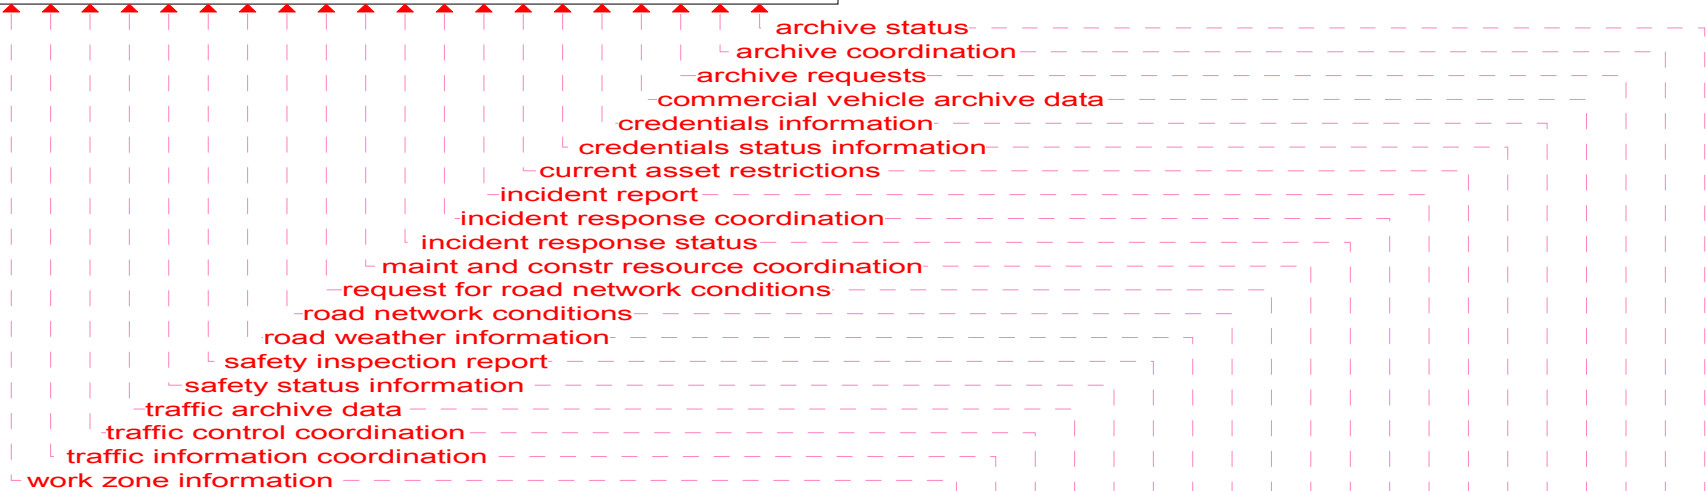 archive status
archive coordination
archive requests
commercial vehicle archive data
credentials information
credentials status information
current asset restrictions
incident report
incident response coordination
incident response status
maint and constr resource coordination
request for road network conditions
road network conditions
road weather information
safety inspection report
safety status information
traffic archive data
traffic control coordination
traffic information coordination
work zone information